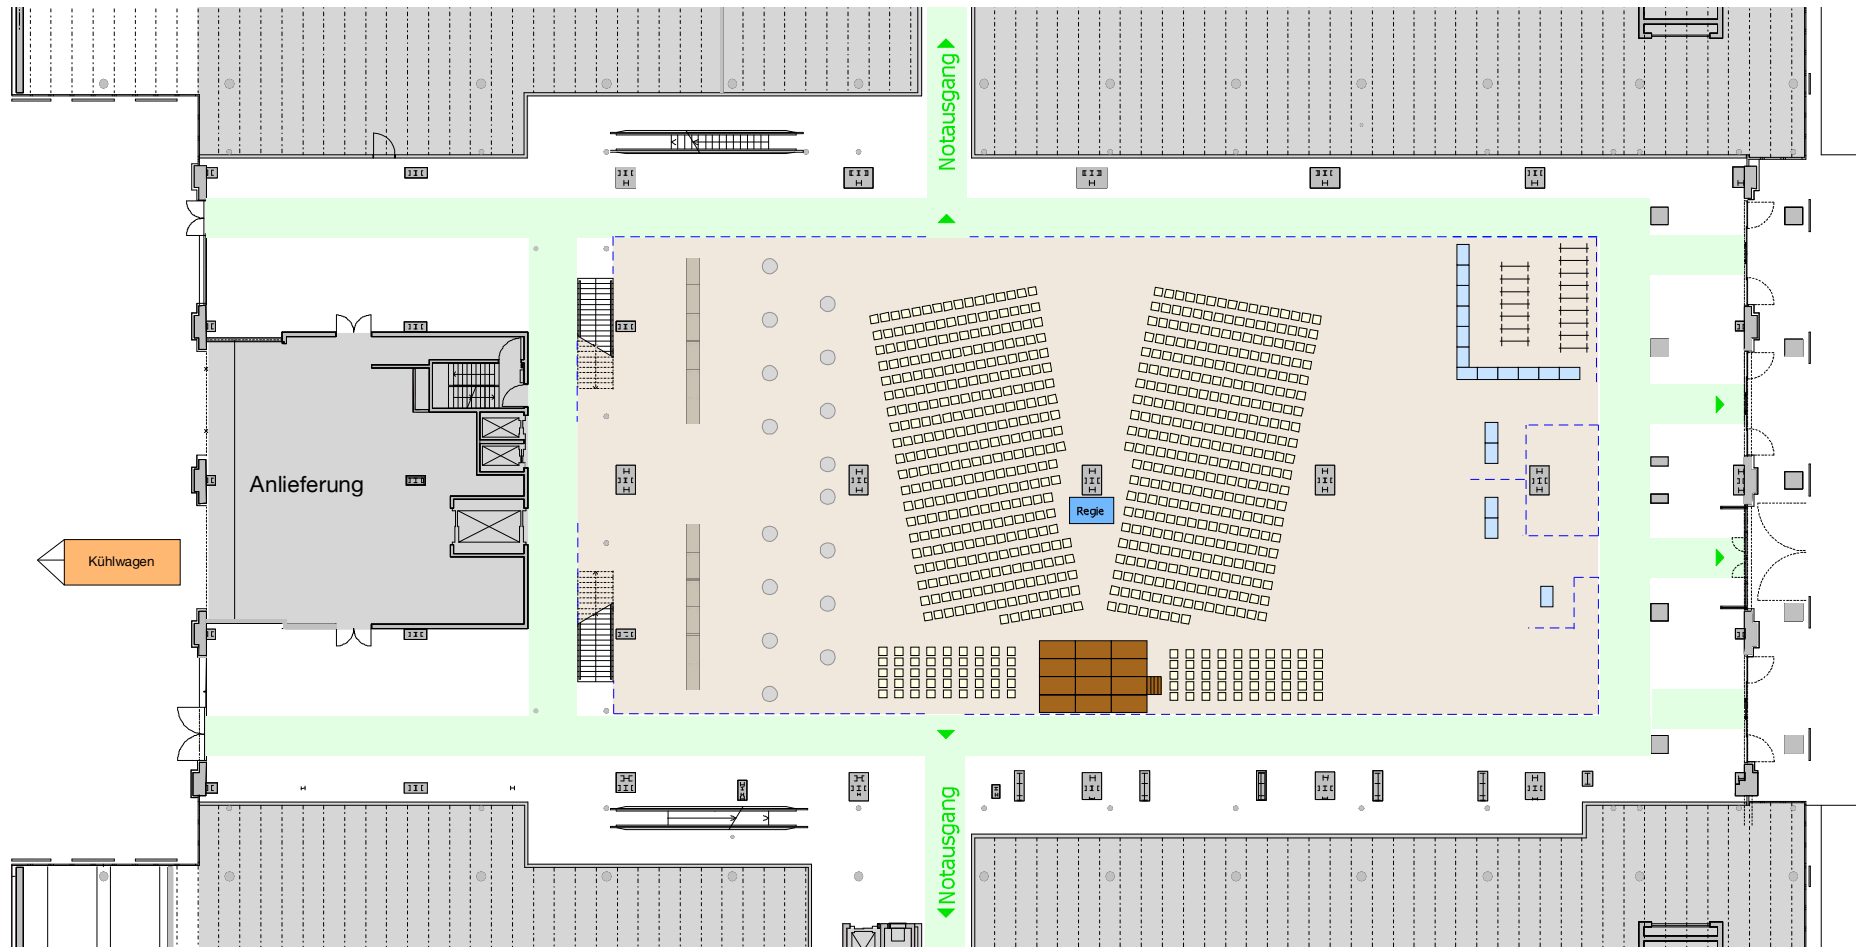 Notausgang
Anlieferung
Regie
Kühlwagen
Notausgang